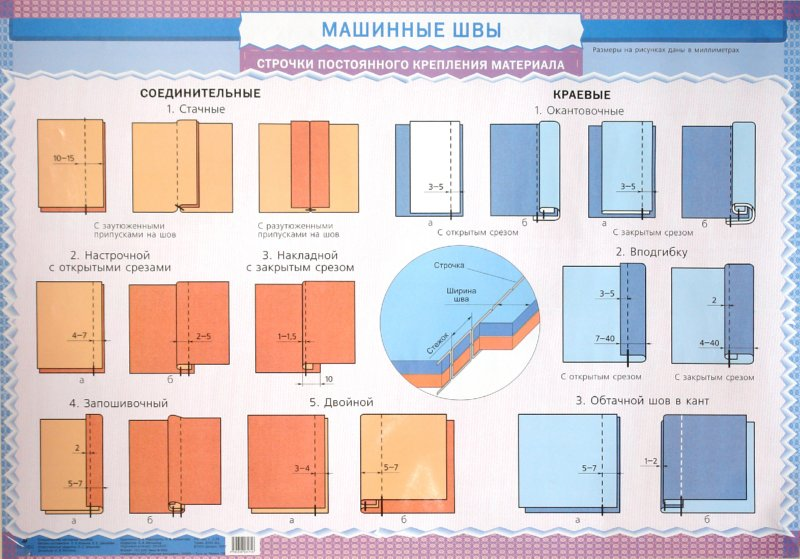 МАШИННЫЕ ШВЫ
СТРОЧКИ ПОСТОЯННОГО КРЕПЛЕНИЯ МАТЕРИАЛА
Размеры на рисунках даны в миллиметрах
СОЕДИНИТЕЛЬНЫЕ
1. Стачные
10–15
С заутюженными
припусками на шов
С разутюженными
припусками на шов
2. Настрочной
с открытыми срезами
4–7
2–5
а
б
3. Накладной
с закрытым срезом
1–1,5
10
4. Запошивочный
2
5–7
а
б
5. Двойной
3–4
5–7
а
б
КРАЕВЫЕ
1. Окантовочные
3–5
а
б
С открытым срезом
3–5
а
б
С закрытым срезом
Строчка
Ширина
шва
Стежок
2. Вподгибку
3–5
7–40
С открытым срезом
2
4–40
С закрытым срезом
3. Обтачной шов в кант
5–7
а
1–2
б